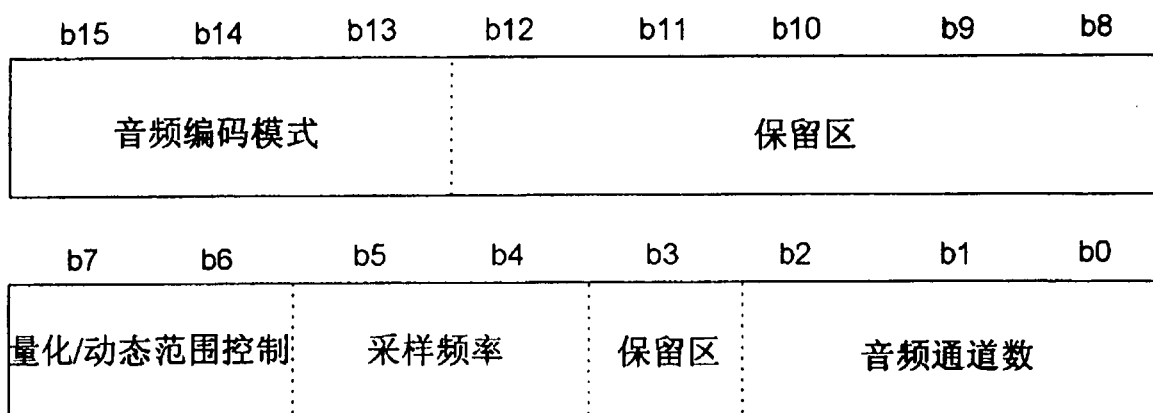 b15 b14 b13 b12 b11 b10 b9 b8
音频编码模式 保留区
b7 b6 b5 b4 b3 b2 b1 b0
量化/动态范围控制 采样频率 保留区 音频通道数